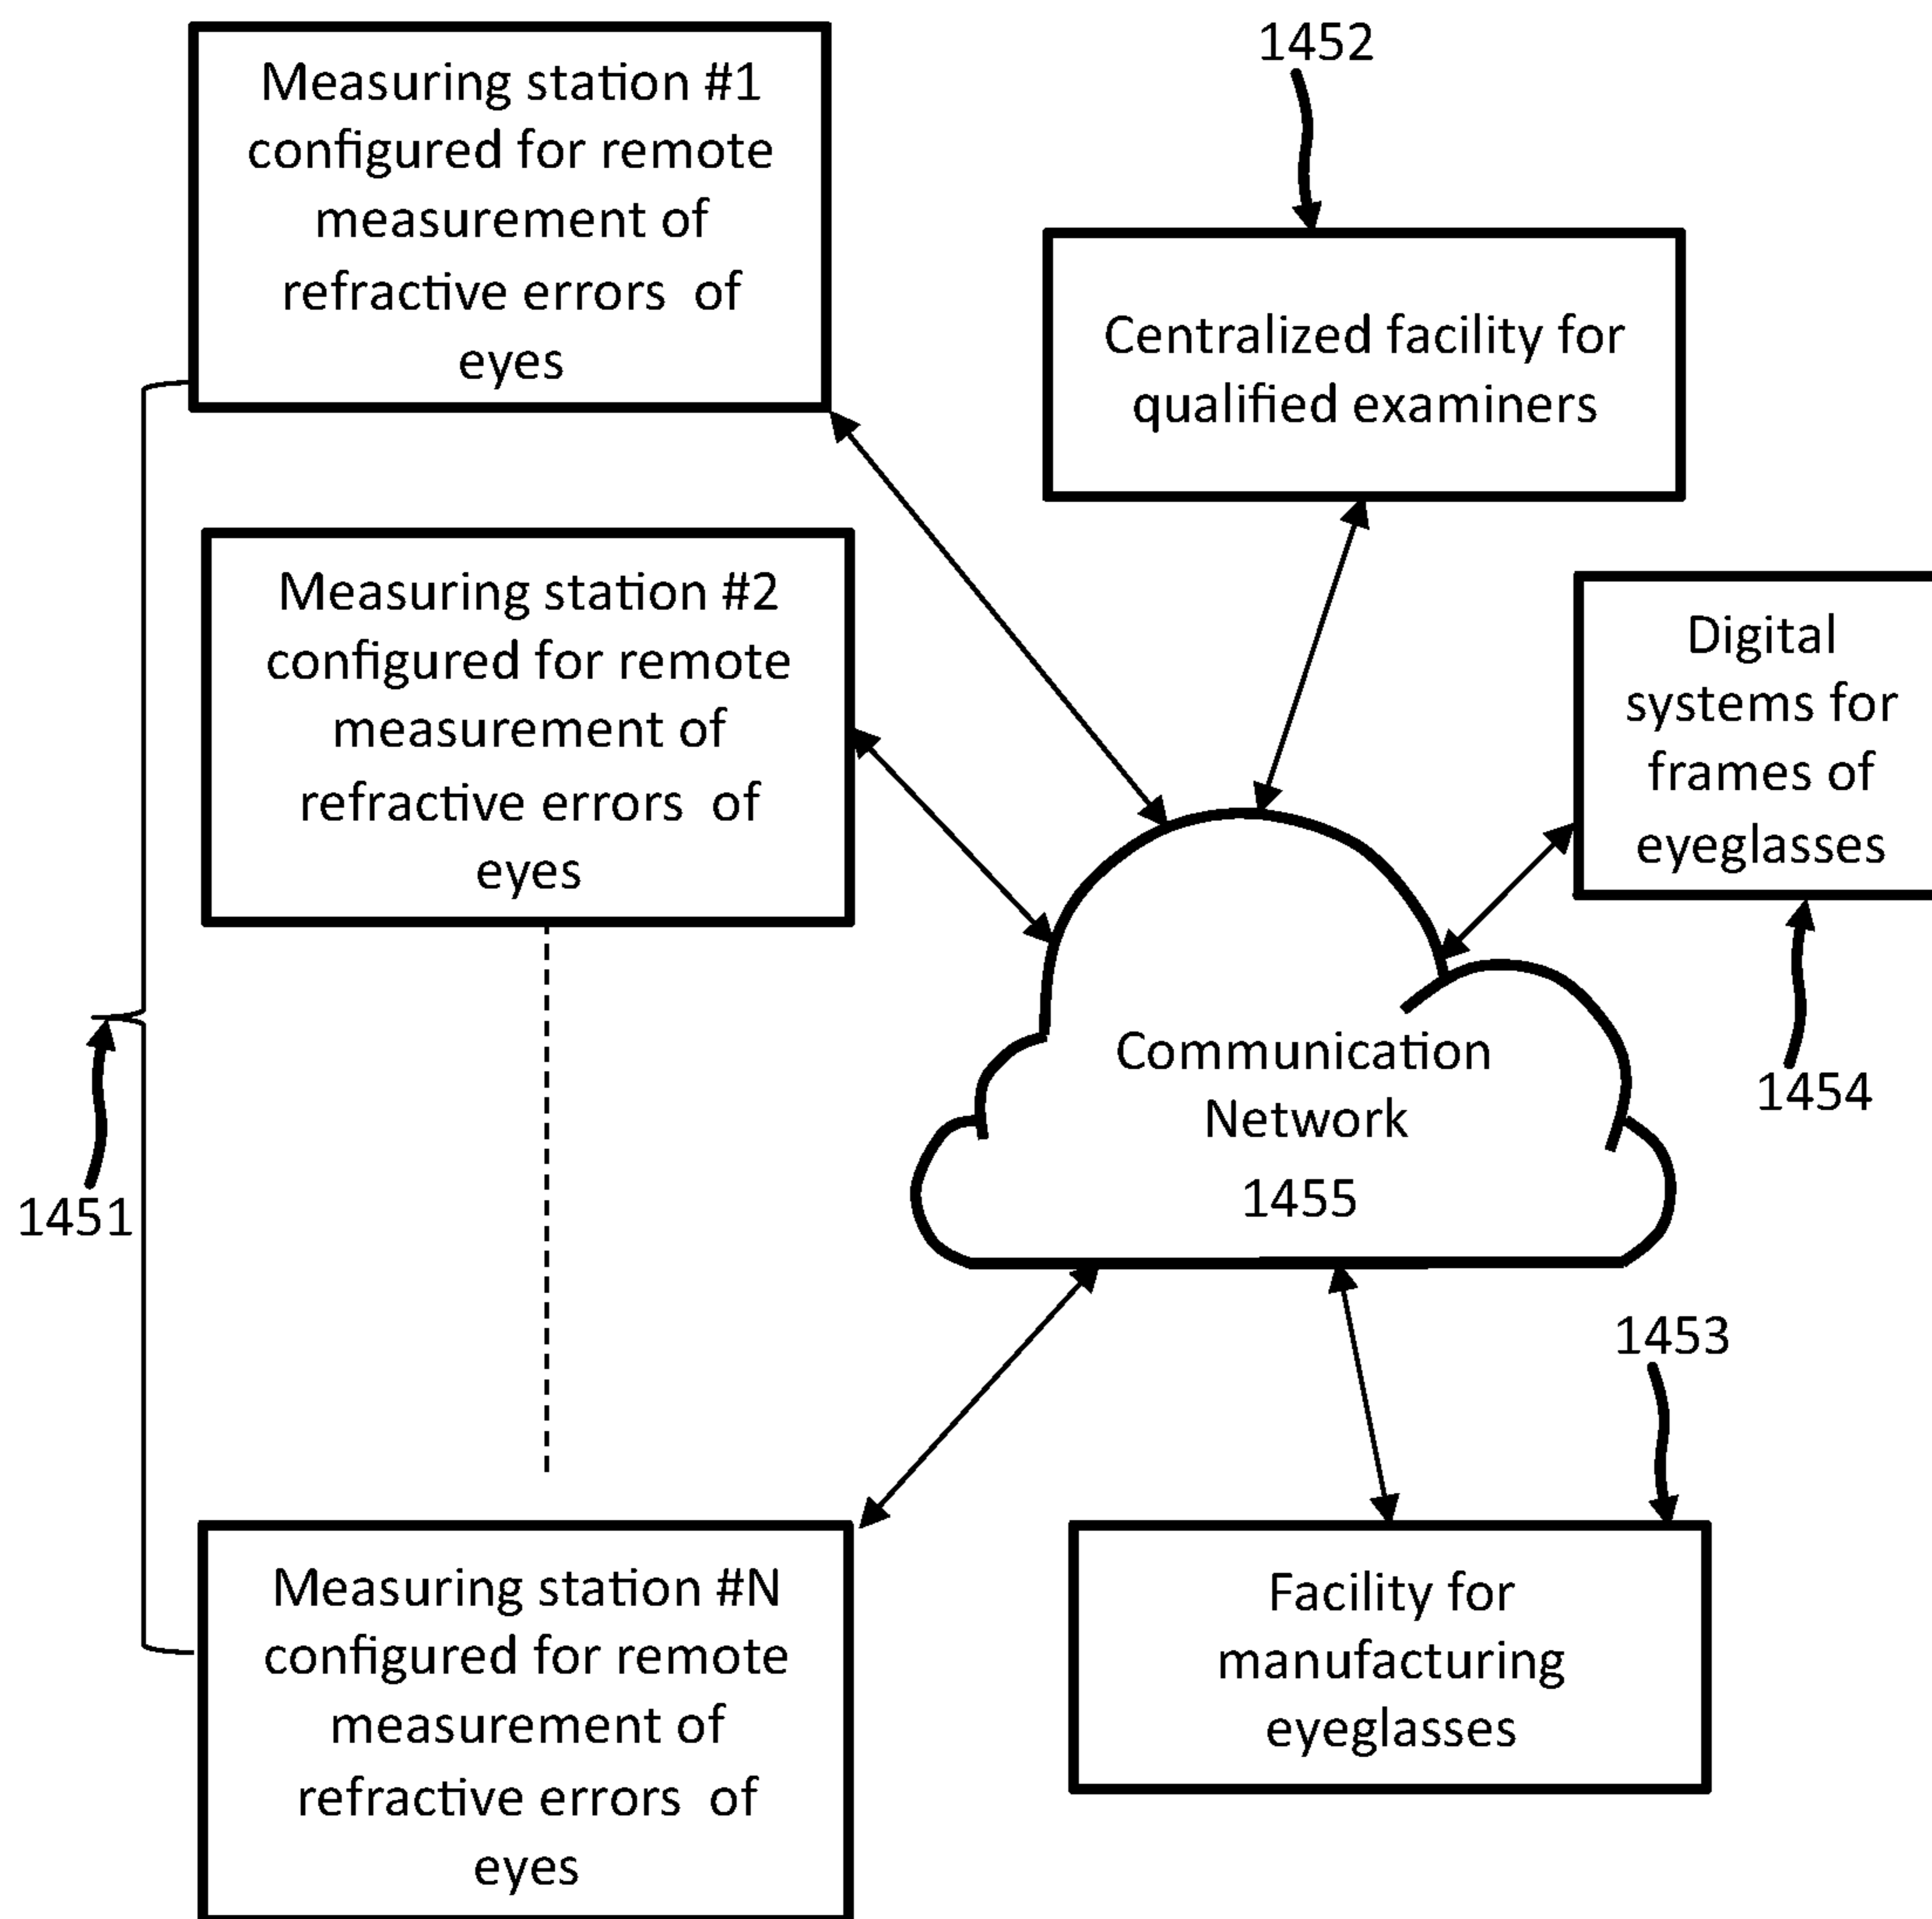 Measuring station #1
configured for remote
measurement of
refractive errors of
eyes
1452
Centralized facility for
qualified examiners
Measuring station #2
configured for remote
measurement of
refractive errors of
eyes
Digital
systems for
frames of
eyeglasses
1454
Communication
Network
1455
1451
1453
Measuring station #N
configured for remote
measurement of
refractive errors of
eyes
Facility for
manufacturing
eyeglasses